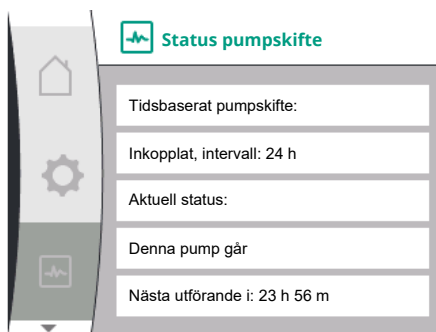 Status pumpskifte
Tidsbaserat pumpskifte:
Inkopplat, intervall: 24 h
Aktuell status:
Denna pump går
Nästa utförande i: 23 h 56 m